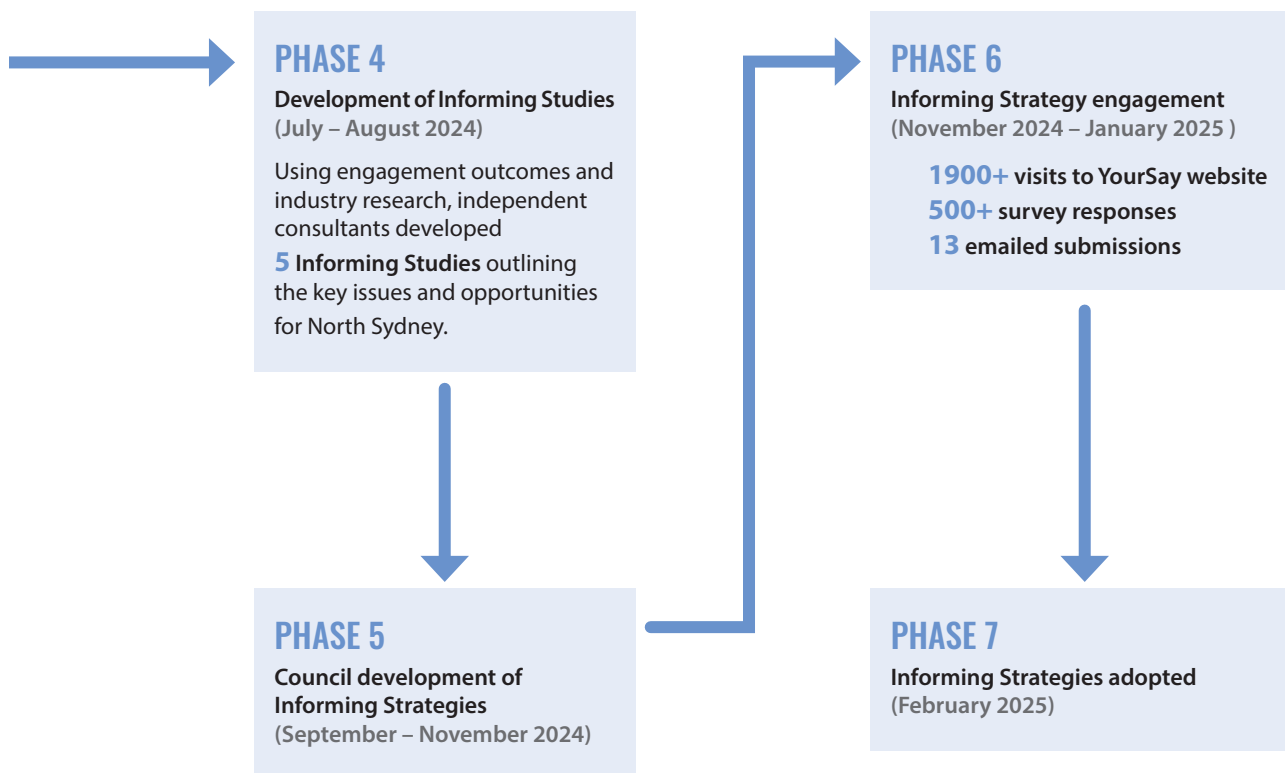 PHASE 4
Development of Informing Studies
(July – August 2024)
Using engagement outcomes and
industry research, independent
consultants developed
5 Informing Studies outlining
the key issues and opportunities
for North Sydney.
PHASE 5
Council development of
Informing Strategies
(September – November 2024)
PHASE 6
Informing Strategy engagement
(November 2024 – January 2025 )
1900+ visits to YourSay website
500+ survey responses
13 emailed submissions
PHASE 7
Informing Strategies adopted
(February 2025)